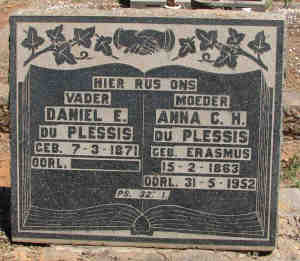 HIER RUS ONS
VADER
DANIEL E.
DU PLESSIS
GEB. 7-3-1871
OORL.
MOEDER
ANNA C. H.
DU PLESSIS
GEB. ERASMUS
15-2-1863
OORL. 31-5-1952
PS. 32:1